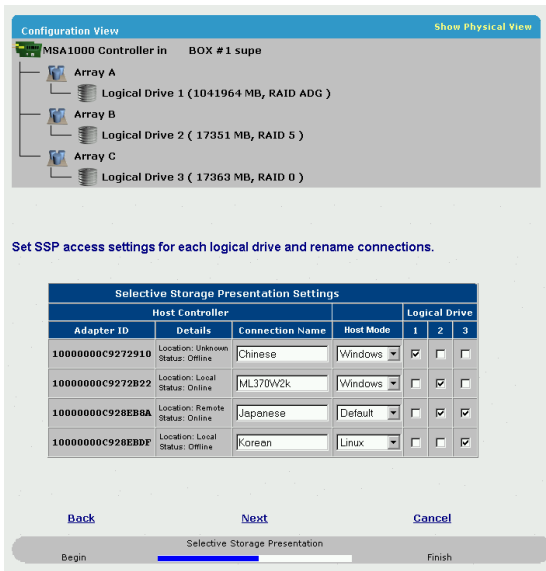 Configuration View Show Physical View
MSA1000 Controller in BOX #1 supe
Array A
Logical Drive 1 (1041964 MB, RAID ADG )
Array B
Logical Drive 2 ( 17351 MB, RAID 5 )
Array C
Logical Drive 3 ( 17363 MB, RAID 0 )
Set SSP access settings for each logical drive and rename connections.
Selective Storage Presentation Settings
Host Controller Logical Drive
Adapter ID Details Connection Name Host Mode 1 2 3
10000000C9272910 Location: Unknown Chinese Windows
Status: Offline
10000000C9272B22 Location: Local ML370W2k Windows
Status: Online
10000000C928EB8A Location: Remote Japanese Default
Status: Online
10000000C928EBDF Location: Local Korean Linux
Status: Offline
Back Next Cancel
Selective Storage Presentation
Begin Finish